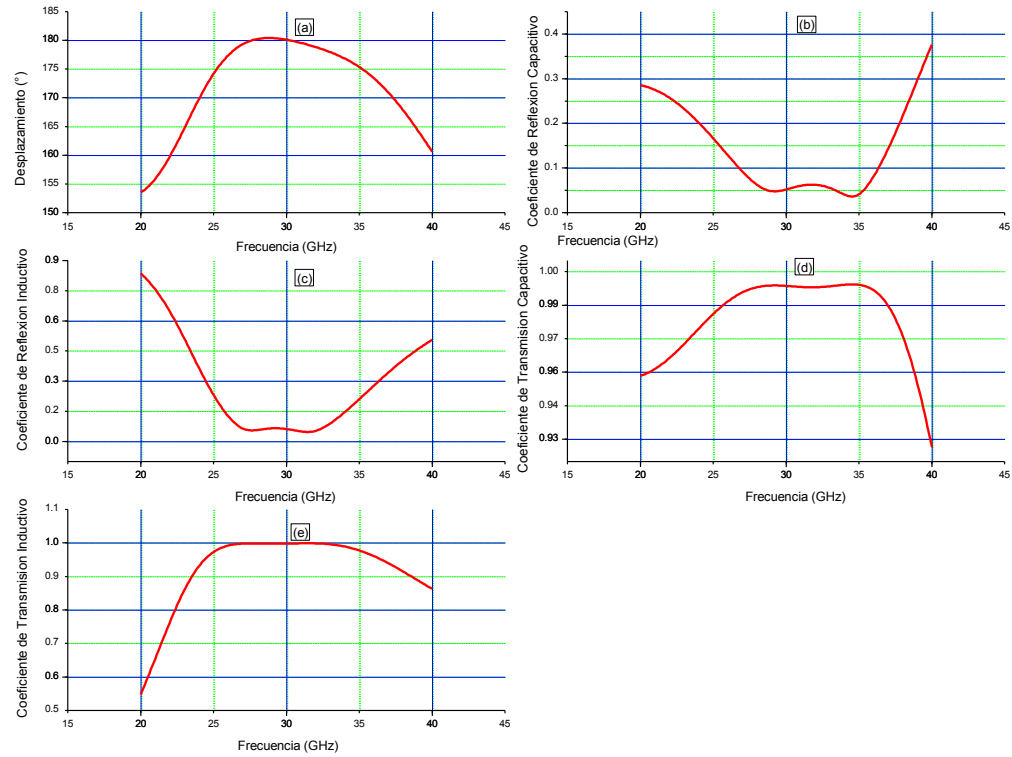 (a)
Desplazamiento (°)
185
180
175
170
165
160
155
150
15 20 25 30 35 40 45
Frecuencia (GHz)
(b)
Coeficiente de Reflexion Capacitivo
0.4
0.3
0.2
0.1
0.0
15 20 25 30 35 40 45
Frecuencia (GHz)
(c)
Coeficiente de Reflexion Inductivo
0.9
0.8
0.6
0.5
0.3
0.2
0.0
15 20 25 30 35 40 45
Frecuencia (GHz)
(d)
Coeficiente de Transmision Capacitivo
1.00
0.99
0.97
0.96
0.94
0.93
15 20 25 30 35 40 45
Frecuencia (GHz)
(e)
Coeficiente de Transmision Inductivo
1.1
1.0
0.9
0.8
0.7
0.6
0.5
15 20 25 30 35 40 45
Frecuencia (GHz)